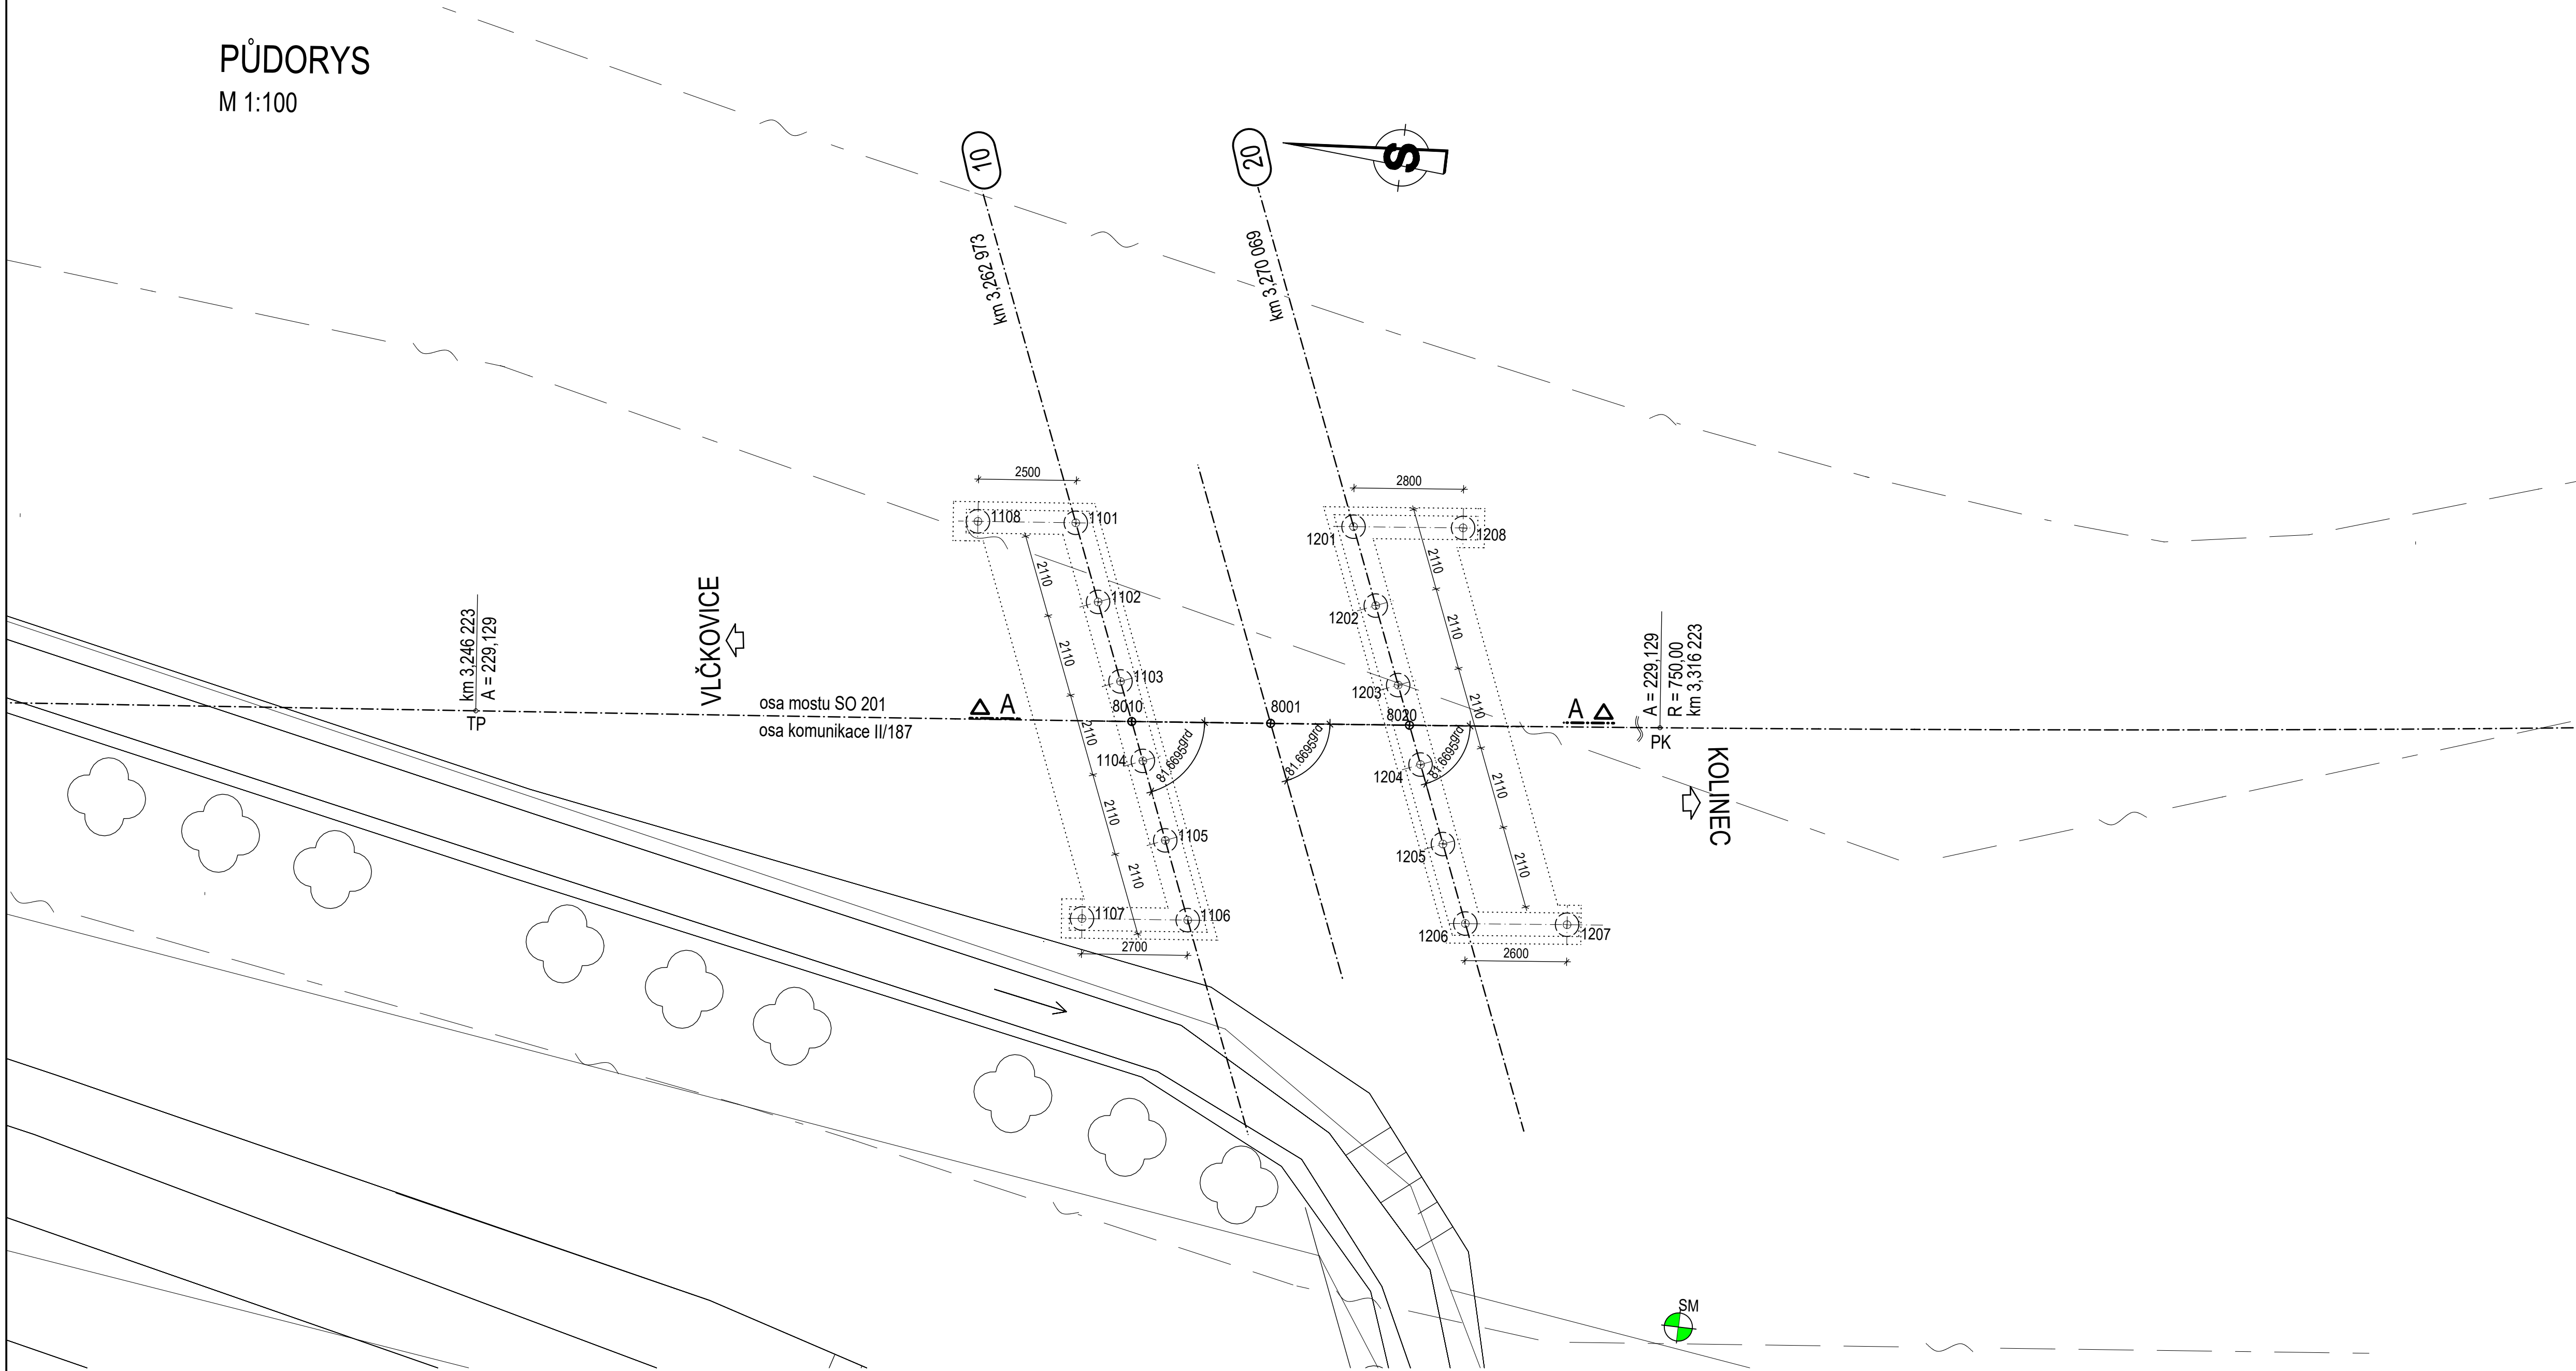 PŮDORYS
M 1:100
10
20
S
km 3,262 973
km 3,270 069
2500
2800
1108
1101
1201
1208
2110
2110
1102
1202
2110
2110
km 3,246 223
A = 229,129
TP
VLČKOVICE
1103
1203
osa mostu SO 201
osa komunikace II/187
A
8010
8001
8020
A
A = 229,129
R = 750,00
km 3,316 223
PK
KOLINEC
2110
2110
1104
81.6695grd
81.6695grd
81.6695grd
1204
2110
2110
1105
1205
2110
2110
1107
1106
1206
1207
2700
2600
SM